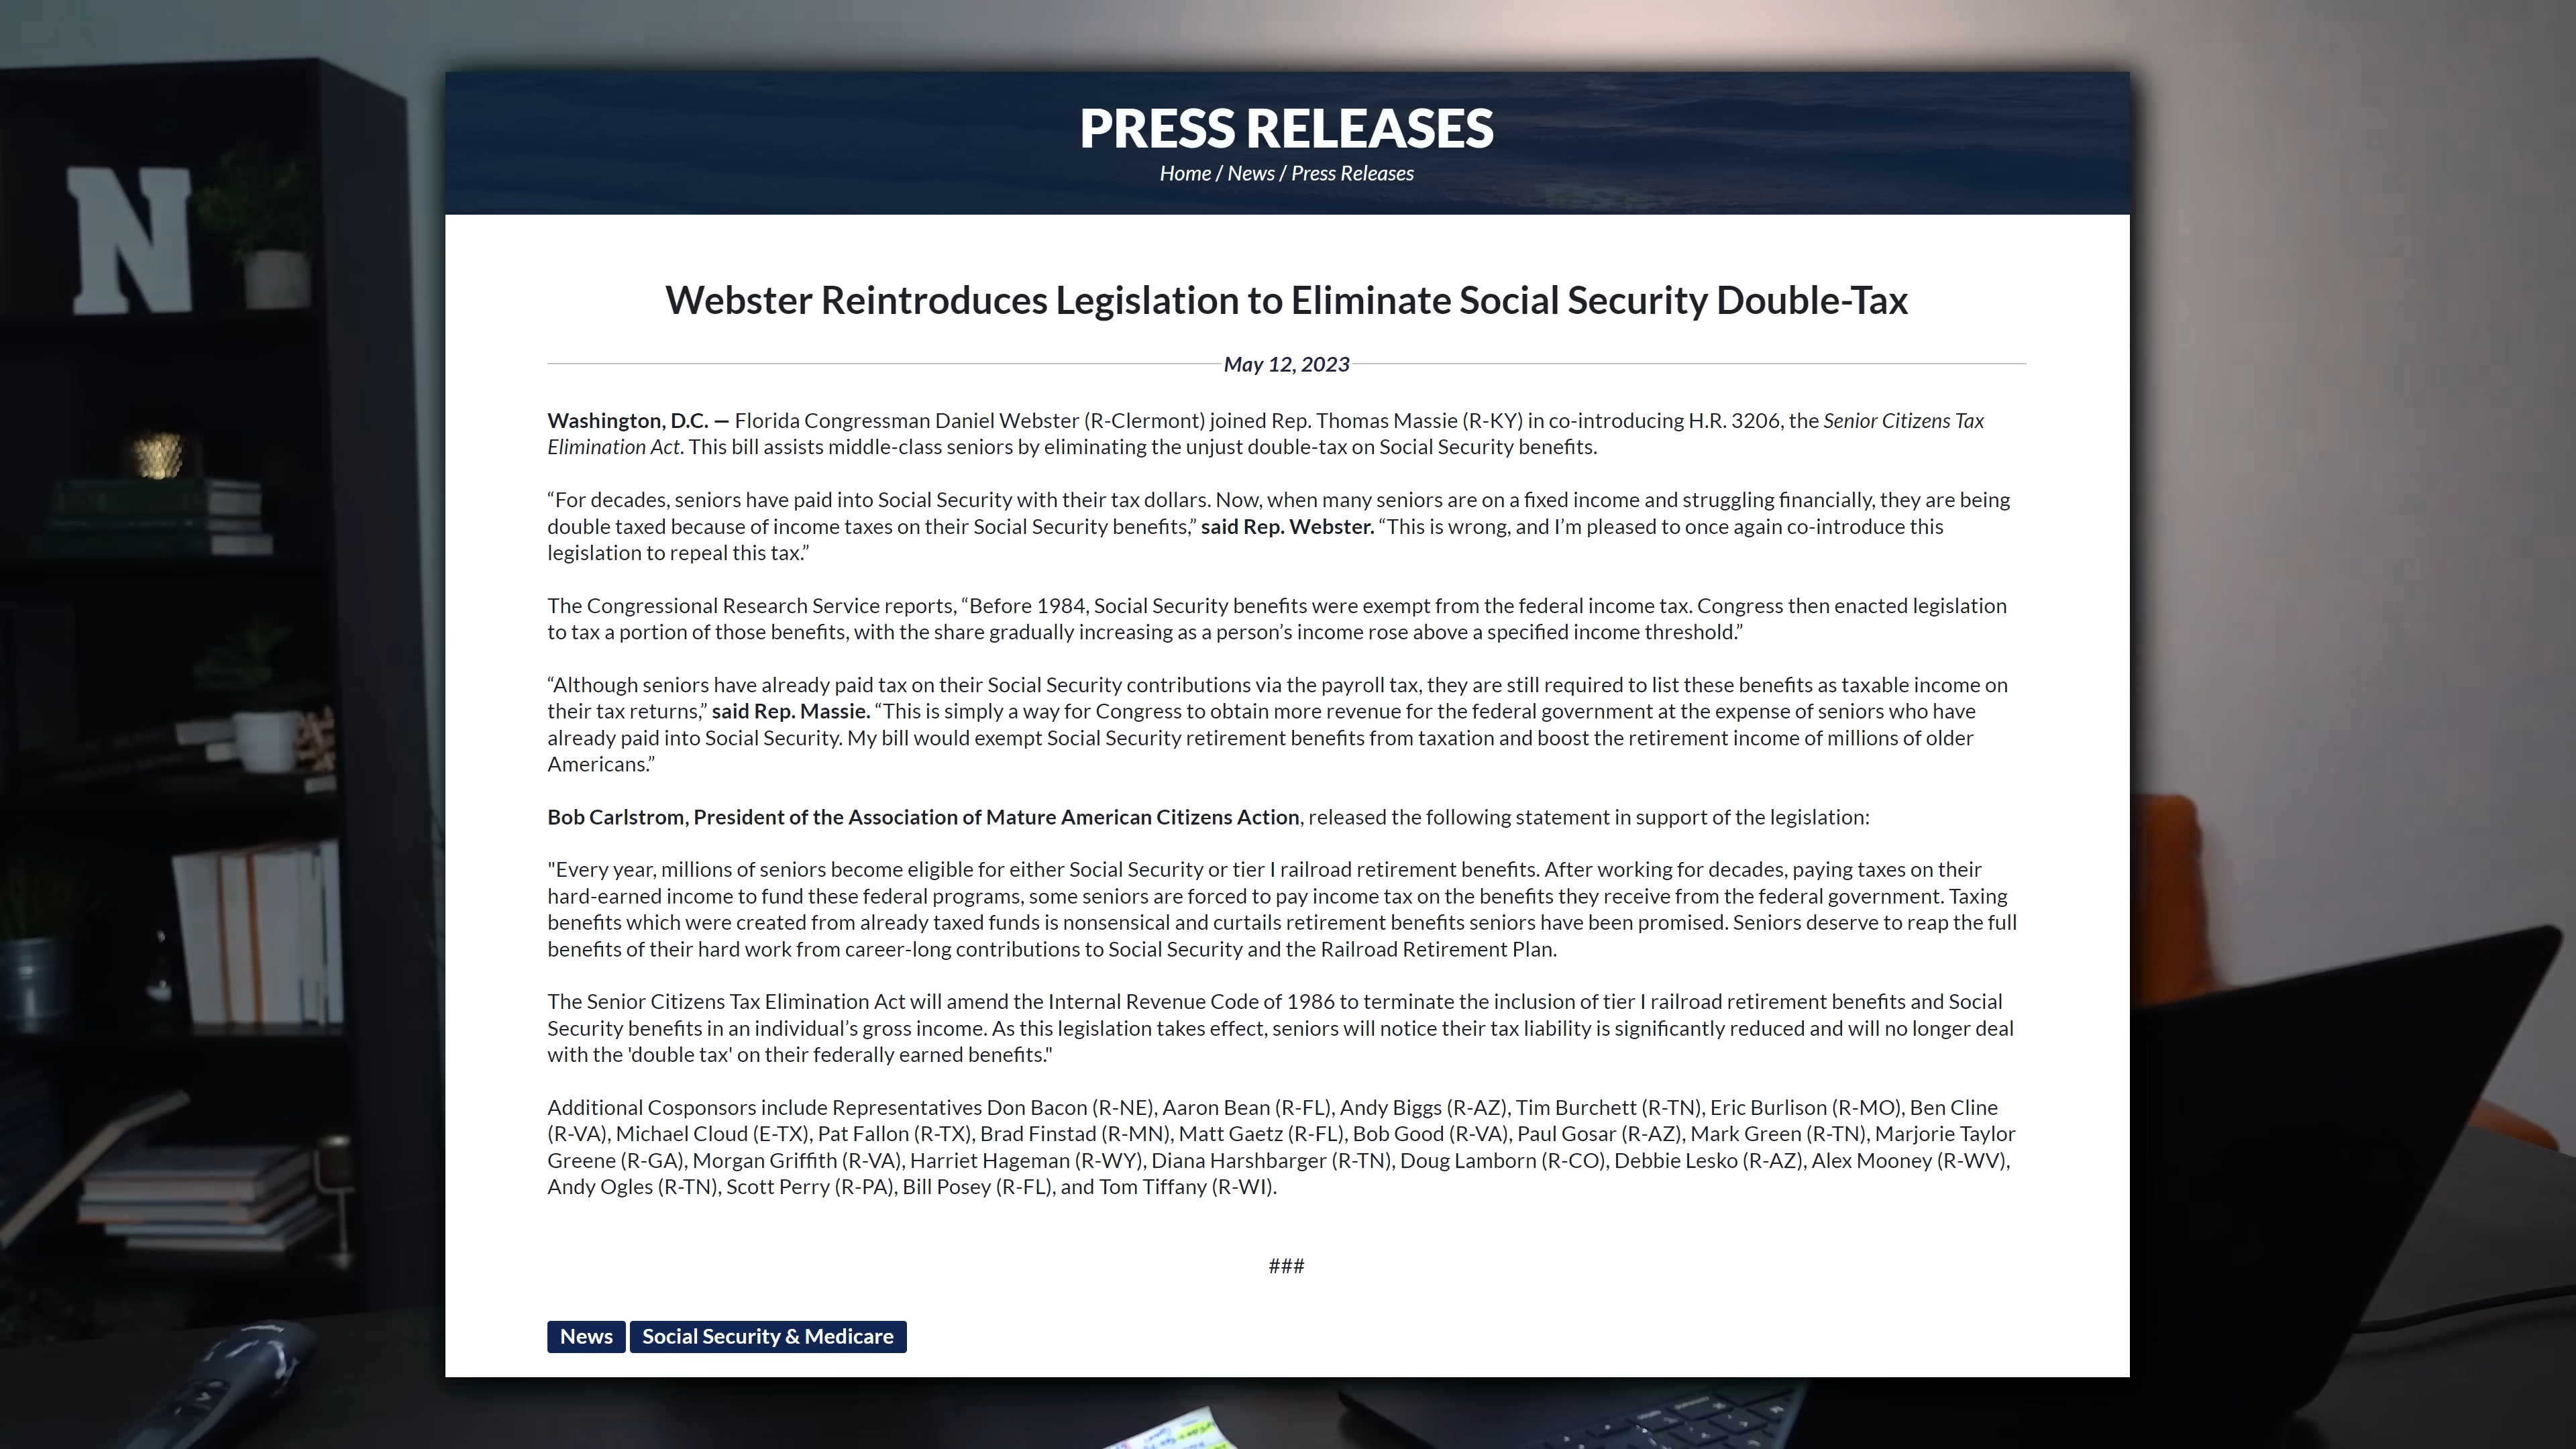 N
PRESS RELEASES
Home / News / Press Releases
Webster Reintroduces Legislation to Eliminate Social Security Double-Tax
May 12, 2023
Washington, D.C. — Florida Congressman Daniel Webster (R-Clermont) joined Rep. Thomas Massie (R-KY) in co-introducing H.R. 3206, the Senior Citizens Tax
Elimination Act. This bill assists middle-class seniors by eliminating the unjust double-tax on Social Security benefits.
“For decades, seniors have paid into Social Security with their tax dollars. Now, when many seniors are on a fixed income and struggling financially, they are being
double taxed because of income taxes on their Social Security benefits,” said Rep. Webster. “This is wrong, and I’m pleased to once again co-introduce this
legislation to repeal this tax.”
The Congressional Research Service reports, “Before 1984, Social Security benefits were exempt from the federal income tax. Congress then enacted legislation
to tax a portion of those benefits, with the share gradually increasing as a person’s income rose above a specified income threshold.”
“Although seniors have already paid tax on their Social Security contributions via the payroll tax, they are still required to list these benefits as taxable income on
their tax returns,” said Rep. Massie. “This is simply a way for Congress to obtain more revenue for the federal government at the expense of seniors who have
already paid into Social Security. My bill would exempt Social Security retirement benefits from taxation and boost the retirement income of millions of older
Americans.”
Bob Carlstrom, President of the Association of Mature American Citizens Action, released the following statement in support of the legislation:
"Every year, millions of seniors become eligible for either Social Security or tier I railroad retirement benefits. After working for decades, paying taxes on their
hard-earned income to fund these federal programs, some seniors are forced to pay income tax on the benefits they receive from the federal government. Taxing
benefits which were created from already taxed funds is nonsensical and curtails retirement benefits seniors have been promised. Seniors deserve to reap the full
benefits of their hard work from career-long contributions to Social Security and the Railroad Retirement Plan.
The Senior Citizens Tax Elimination Act will amend the Internal Revenue Code of 1986 to terminate the inclusion of tier I railroad retirement benefits and Social
Security benefits in an individual’s gross income. As this legislation takes effect, seniors will notice their tax liability is significantly reduced and will no longer deal
with the 'double tax' on their federally earned benefits."
Additional Cosponsors include Representatives Don Bacon (R-NE), Aaron Bean (R-FL), Andy Biggs (R-AZ), Tim Burchett (R-TN), Eric Burlison (R-MO), Ben Cline
(R-VA), Michael Cloud (E-TX), Pat Fallon (R-TX), Brad Finstad (R-MN), Matt Gaetz (R-FL), Bob Good (R-VA), Paul Gosar (R-AZ), Mark Green (R-TN), Marjorie Taylor
Greene (R-GA), Morgan Griffith (R-VA), Harriet Hageman (R-WY), Diana Harshbarger (R-TN), Doug Lamborn (R-CO), Debbie Lesko (R-AZ), Alex Mooney (R-WV),
Andy Ogles (R-TN), Scott Perry (R-PA), Bill Posey (R-FL), and Tom Tiffany (R-WI).
###
News
Social Security & Medicare